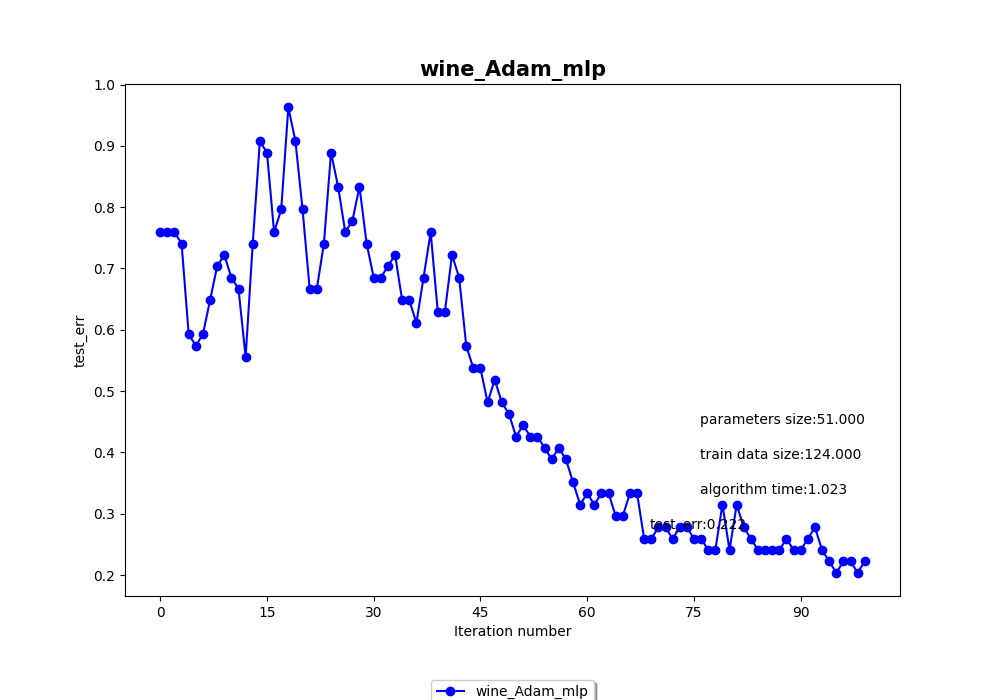 wine_Adam_mlp
1.0
0.9
0.8
0.7
0.6
0.5
0.4
0.3
0.2
test_err
parameters size:51.000
train data size:124.000
algorithm time:1.023
test_err:0.222
0 15 30 45 60 75 90
Iteration number
wine_Adam_mlp